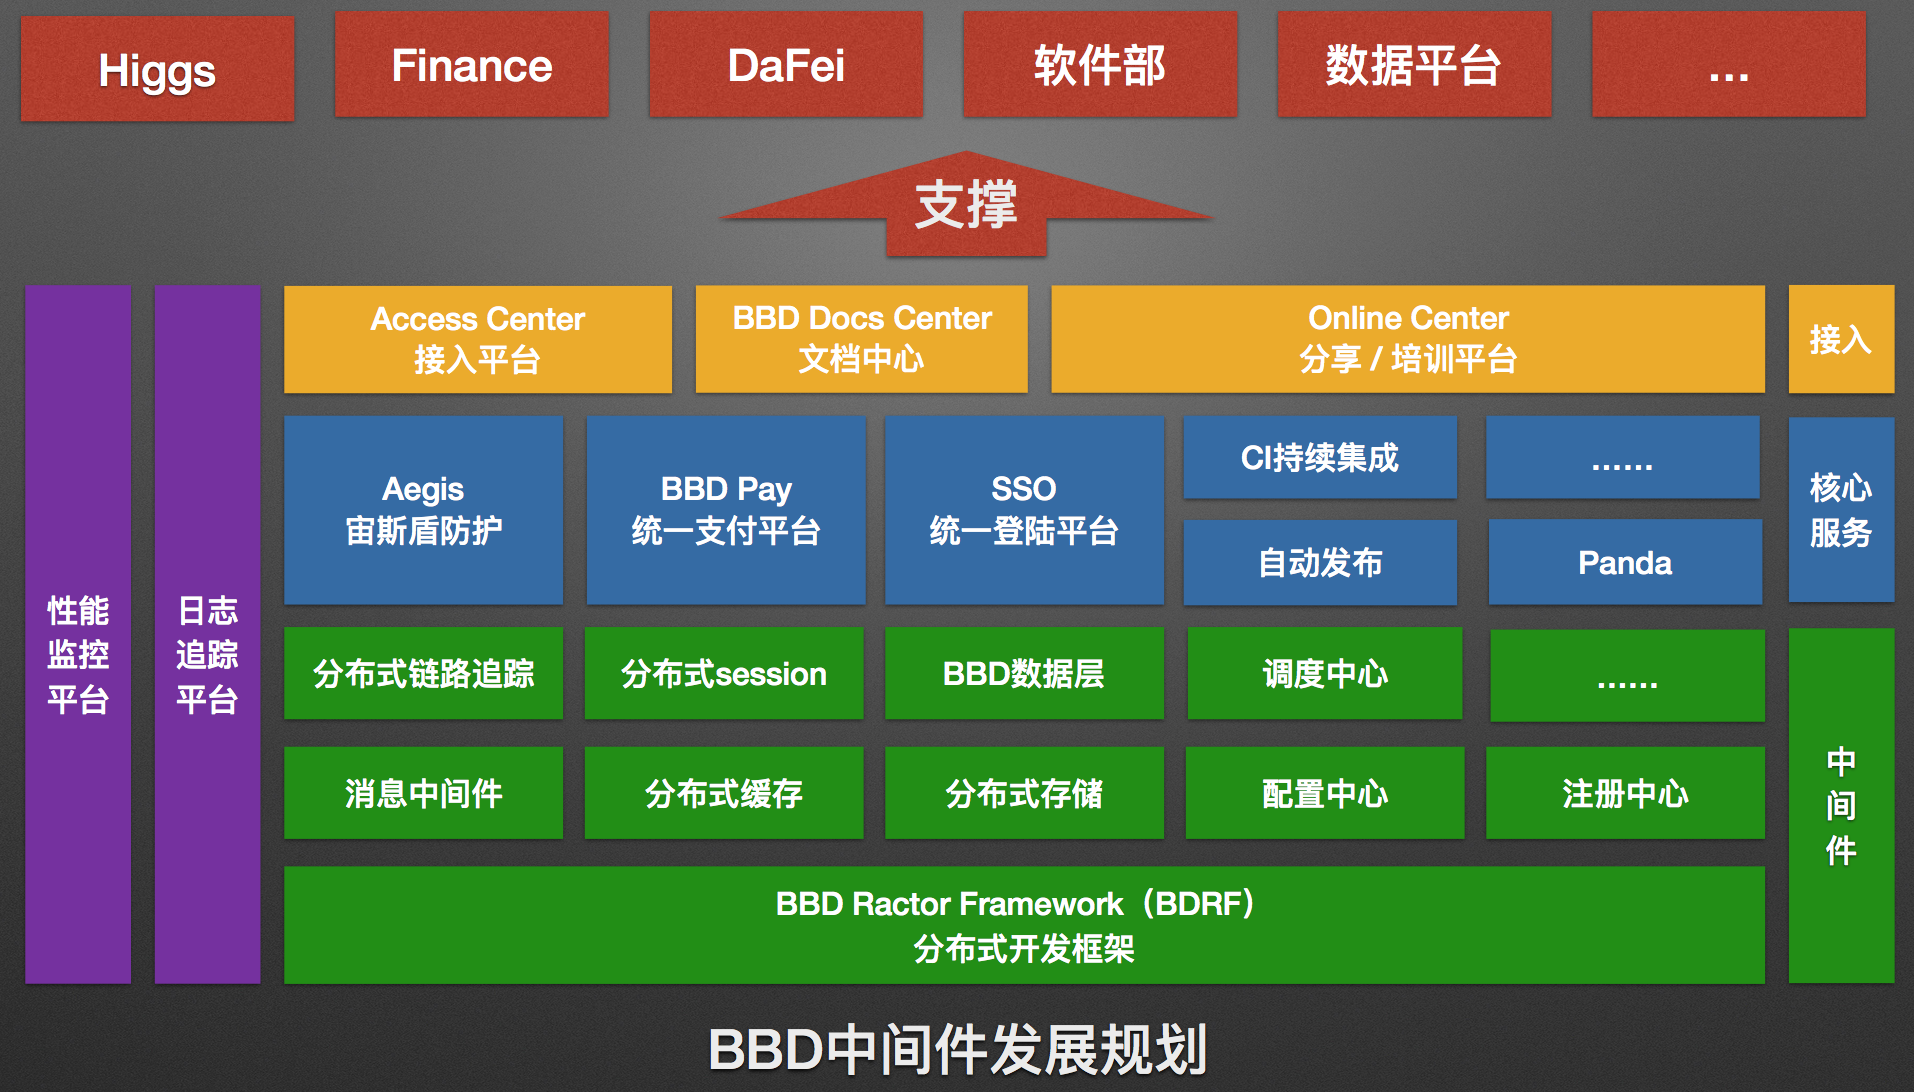 Higgs
Finance
DaFei
软件部
数据平台
...
支撑
性能
监控
平台
日志
追踪
平台
Access Center
接入平台
BBD Docs Center
文档中心
Online Center
分享 / 培训平台
接入
Aegis
宙斯盾防护
BBD Pay
统一支付平台
SSO
统一登陆平台
CI持续集成
......
自动发布
Panda
核心
服务
分布式链路追踪
分布式session
BBD数据层
调度中心
......
消息中间件
分布式缓存
分布式存储
配置中心
注册中心
中
间
件
BBD Ractor Framework（BDRF）
分布式开发框架
BBD中间件发展规划